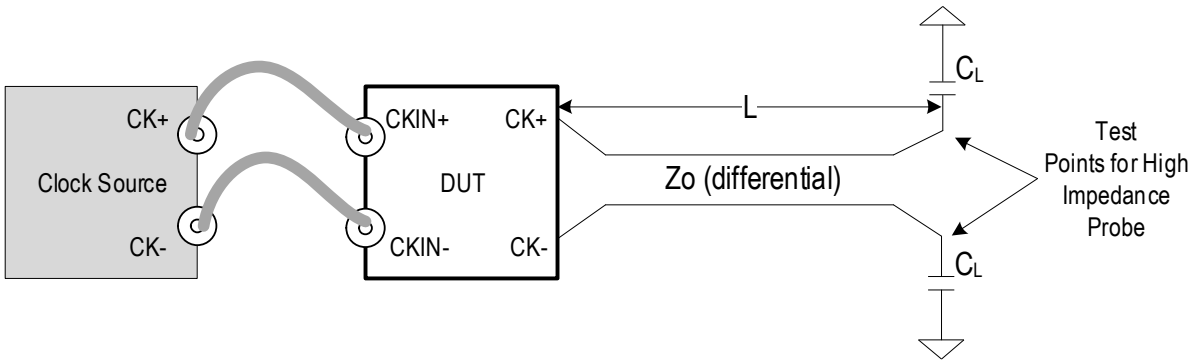 CK+
Clock Source
CK-
CKIN+
DUT
CKIN-
CK+
CK-
L
Zo (differential)
CL
CL
Test
Points for High
Impedance
Probe